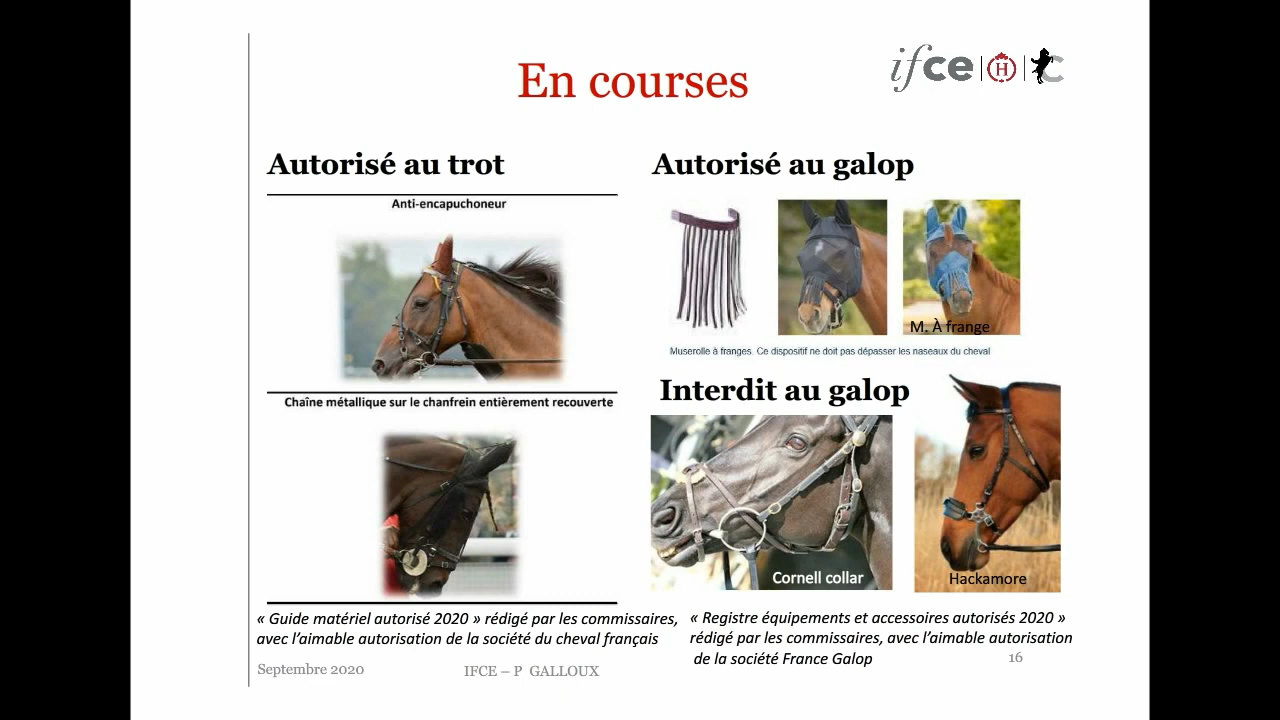 En courses
ifce
H
C
Autorisé au trot
Anti-encapuchoneur
Chaîne métallique sur le chanfrein entièrement recouverte
« Guide matériel autorisé 2020 » rédigé par les commissaires,
avec l’aimable autorisation de la société du cheval français
Autorisé au galop
M. À frange
Muserolle à franges. Ce dispositif ne doit pas dépasser les naseaux du cheval
Interdit au galop
Cornell collar
Hackamore
« Registre équipements et accessoires autorisés 2020 »
rédigé par les commissaires, avec l’aimable autorisation
de la société France Galop
Septembre 2020
IFCE – P GALLOUX
16